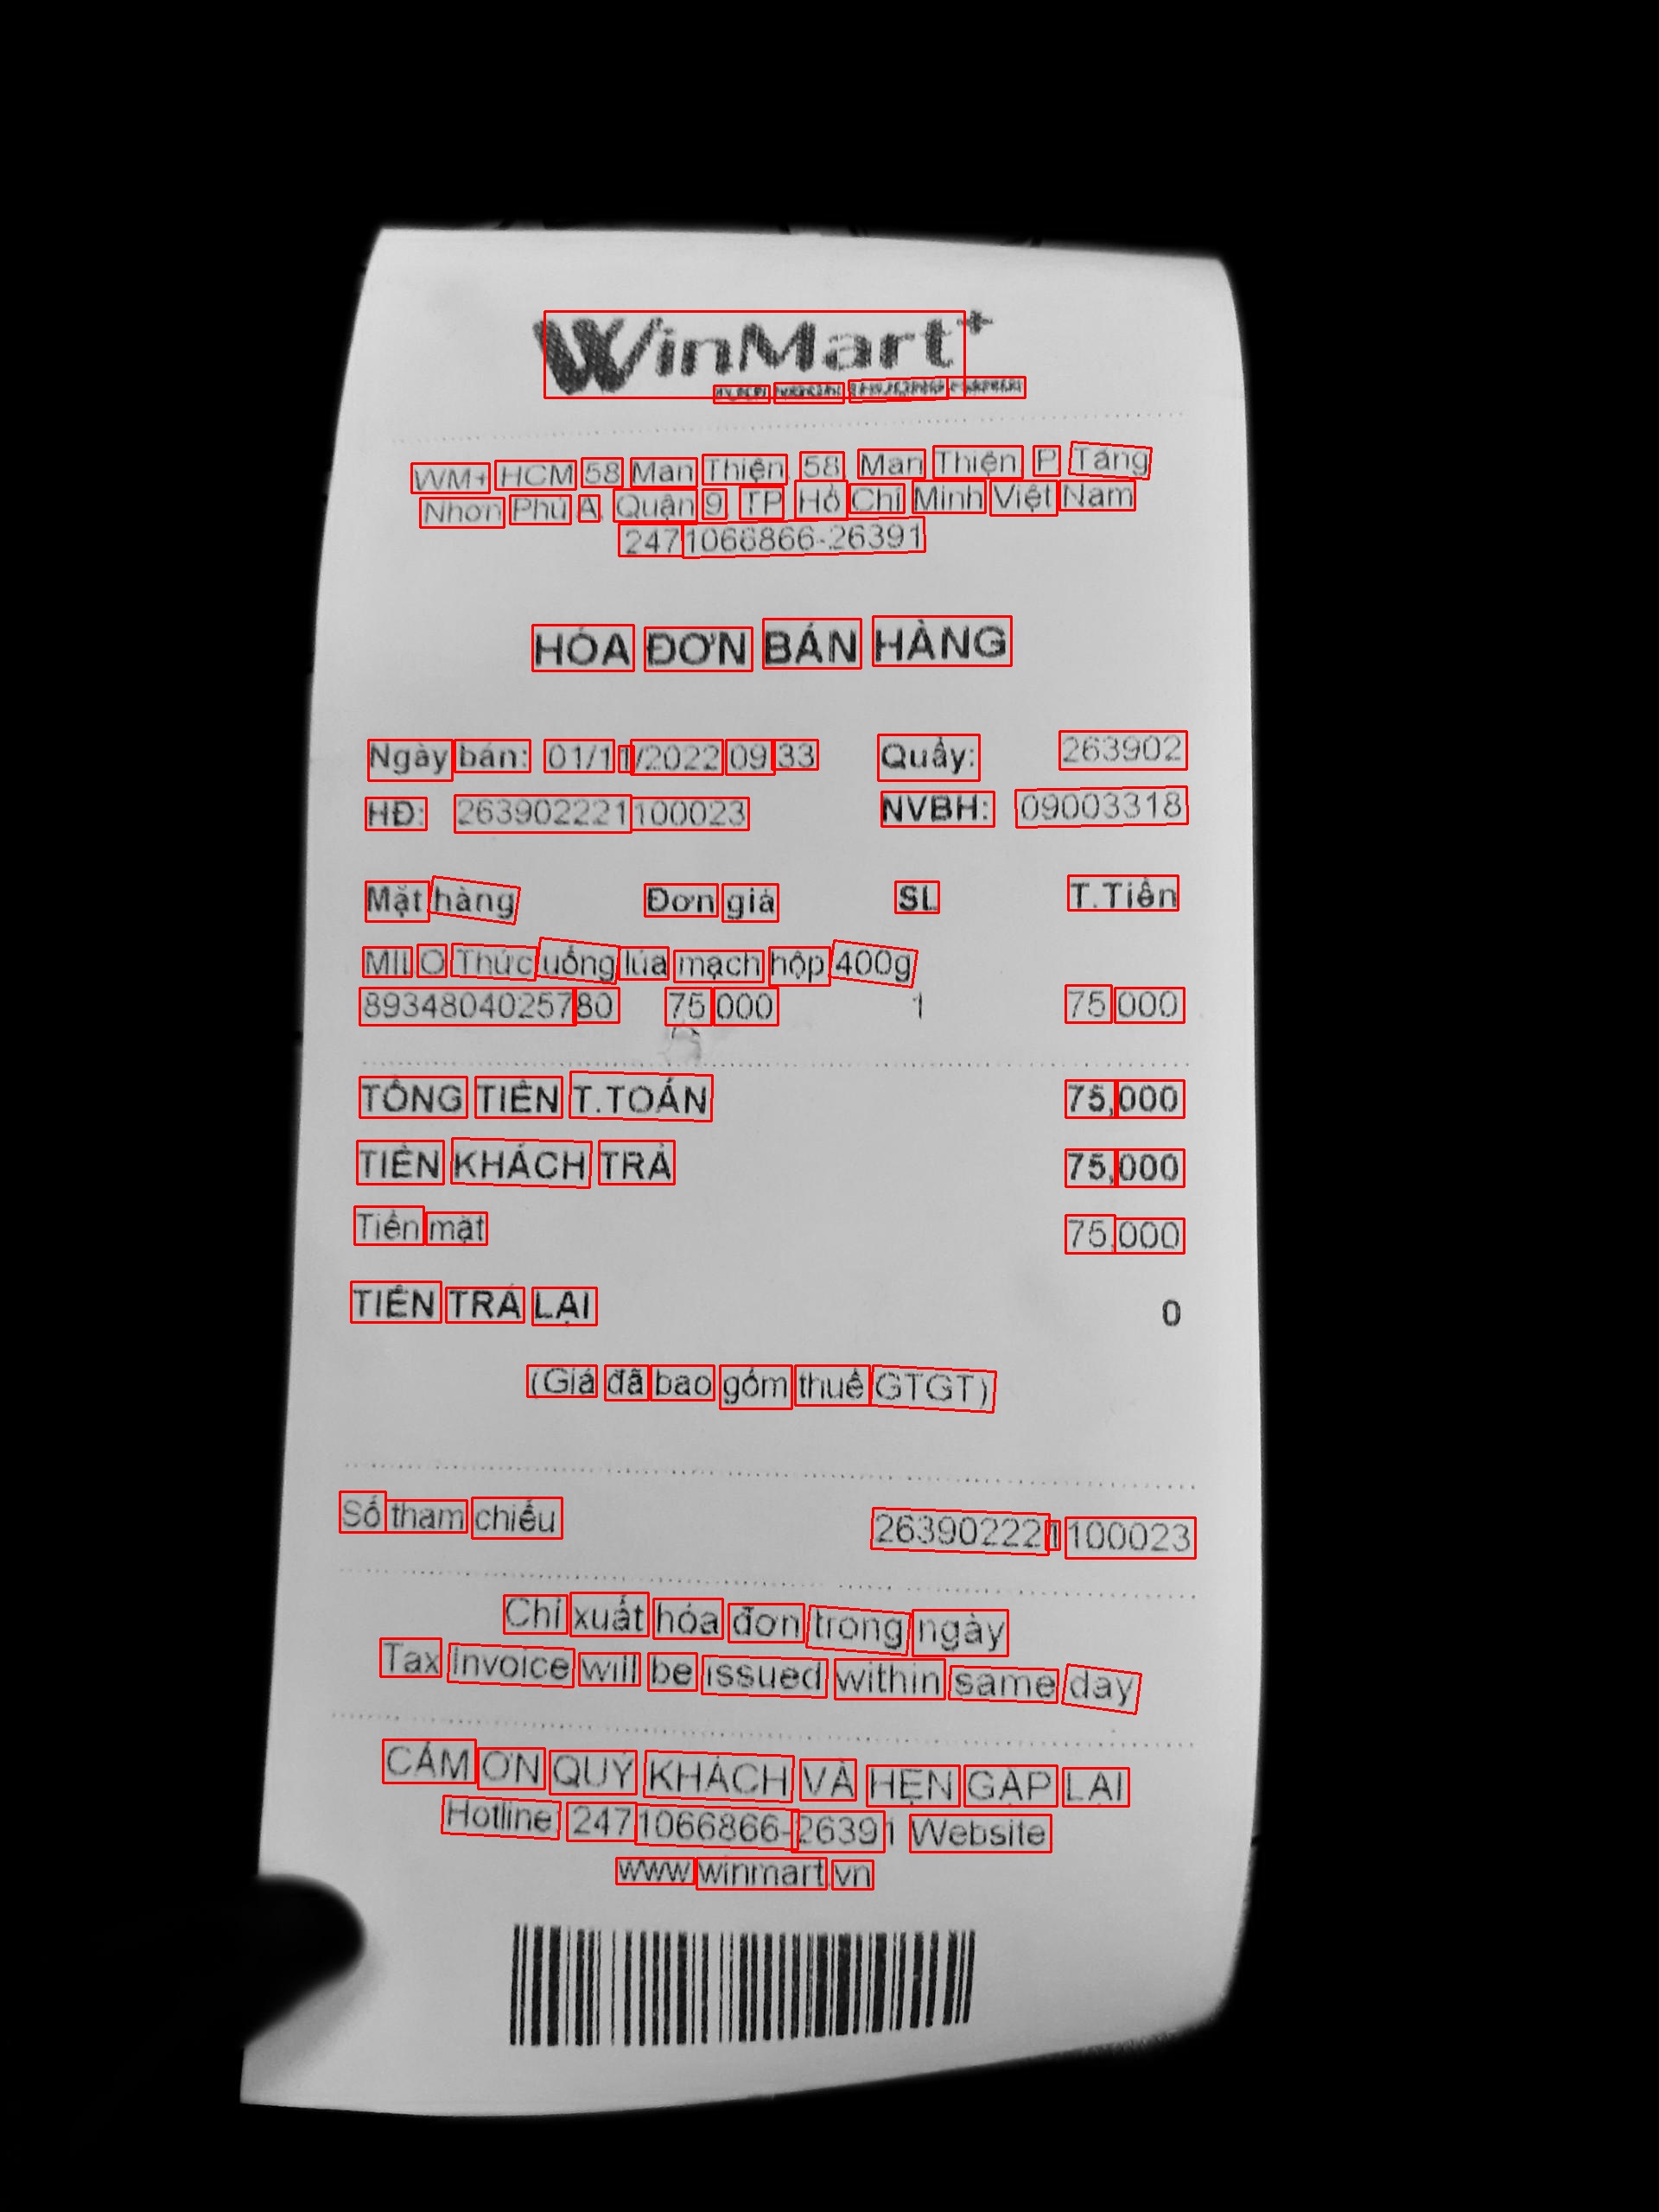 WinMart+
WM+ HCM 58 Man Thiện, 58, Man Thiện, P. Tăng
Nhơn Phú A, Quận 9, TP. Hồ Chí Minh Việt Nam
2471066866-26391
HÓA ĐƠN BÁN HÀNG
Ngày bán: 01/11/2022 09:33 Quầy: 263902
HĐ: 263902221100023 NVBH: 09003318
Mặt hàng Đơn giá SL T.Tiền
MILO Thức uống lúa mạch hộp 400g
8934804025780 75,000 1 75,000
TỔNG TIỀN T.TOÁN 75,000
TIỀN KHÁCH TRẢ 75,000
Tiền mặt 75,000
TIỀN TRẢ LẠI 0
(Giá đã bao gồm thuế GTGT)
Số tham chiếu 263902221100023
Chỉ xuất hóa đơn trong ngày
Tax Invoice will be issued within same day
CẢM ƠN QUÝ KHÁCH VÀ HẸN GẶP LẠI
Hotline: 2471066866-26391 Website
www.winmart.vn